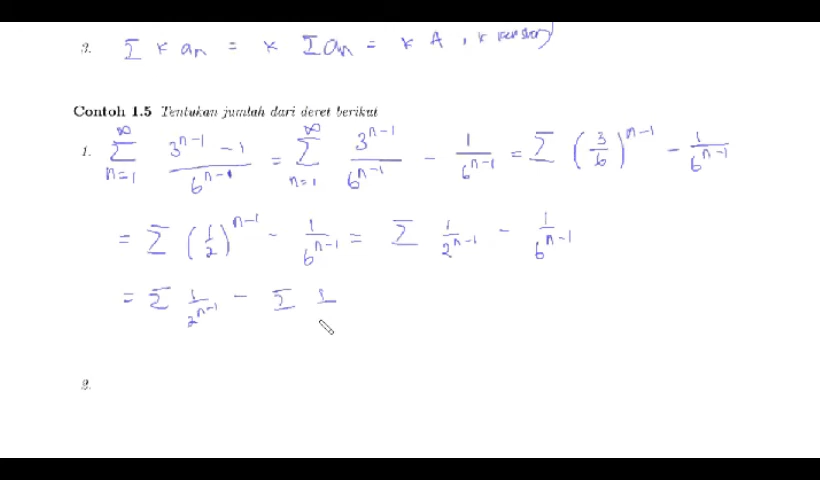 3. Σ k aₙ = k Σ aₙ = k A , k
Contoh 1.5 Tentukan jumlah dari deret berikut
1. Σ_{n=1}^{∞} (3^{n-1} - 1)/(6^{n-1}) = Σ_{n=1}^{∞} 3^{n-1}/6^{n-1} - 1/6^{n-1} = Σ (3/6)^{n-1} - 1/6^{n-1}
= Σ (1/2)^{n-1} - 1/6^{n-1} = Σ 1/2^{n-1} - 1/6^{n-1}
= Σ 1/2^{n-1} - Σ 1
2.